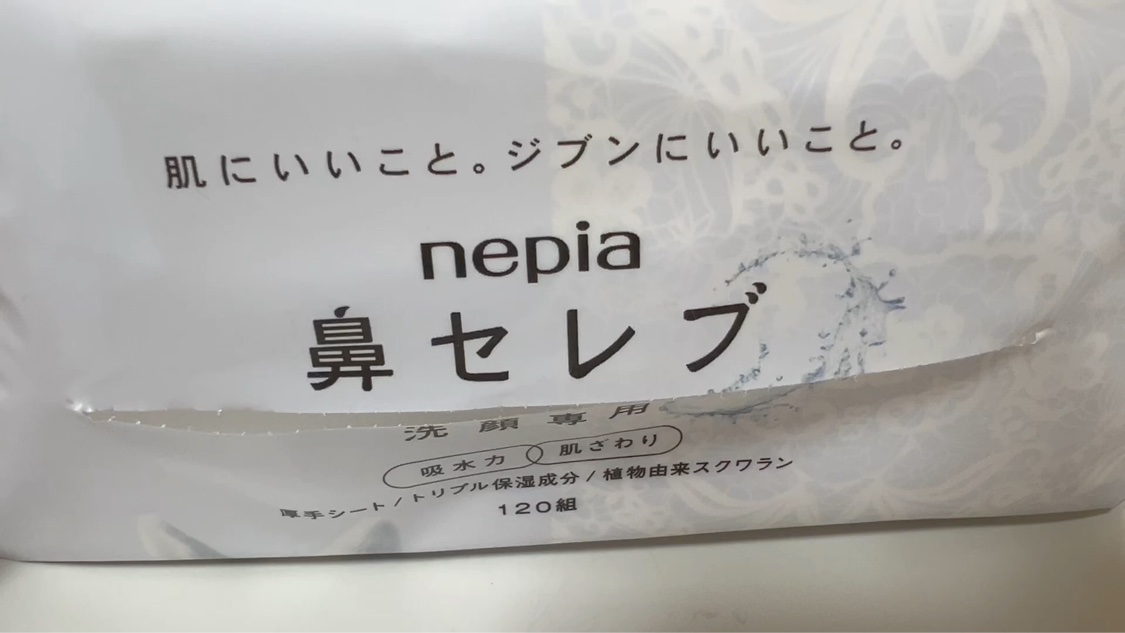 肌にいいこと。ジブンにいいこと。
nepia
鼻セレブ
洗顔専用
吸水力 肌ざわり
厚手シート/トリプル保湿成分/植物由来スクワラン
120組